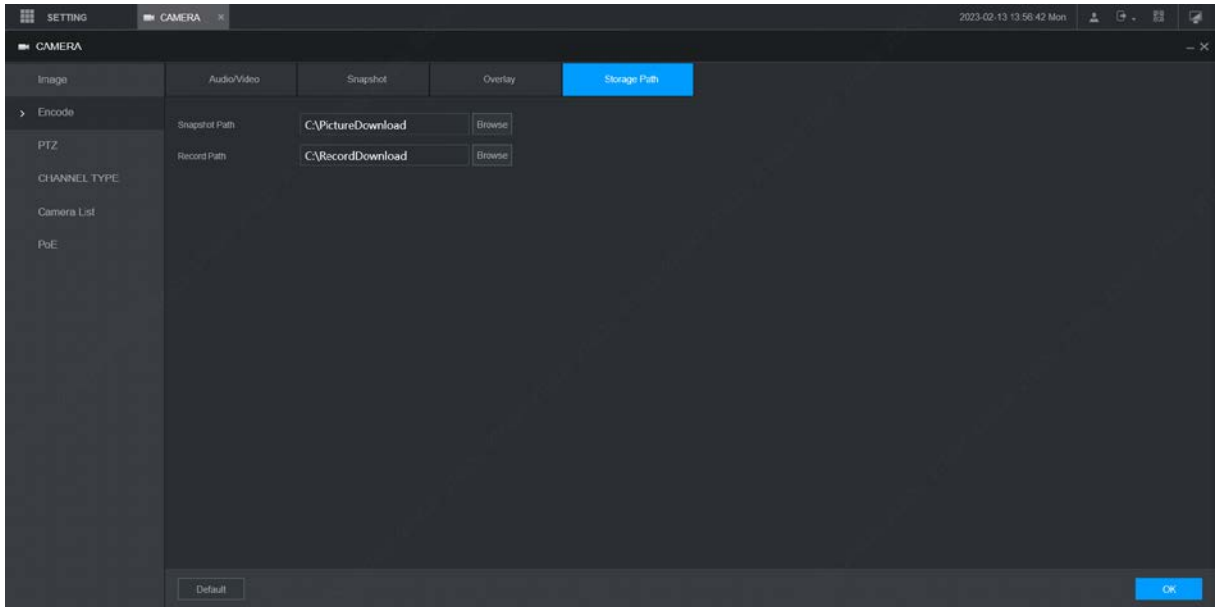 SETTING CAMERA × 2023-02-13 13:56:42 Mon
CAMERA
Image
Encode
PTZ
CHANNEL TYPE
Camera List
PoE
Audio/Video Snapshot Overlay Storage Path
Snapshot Path C:\PictureDownload Browse
Record Path C:\RecordDownload Browse
Default OK